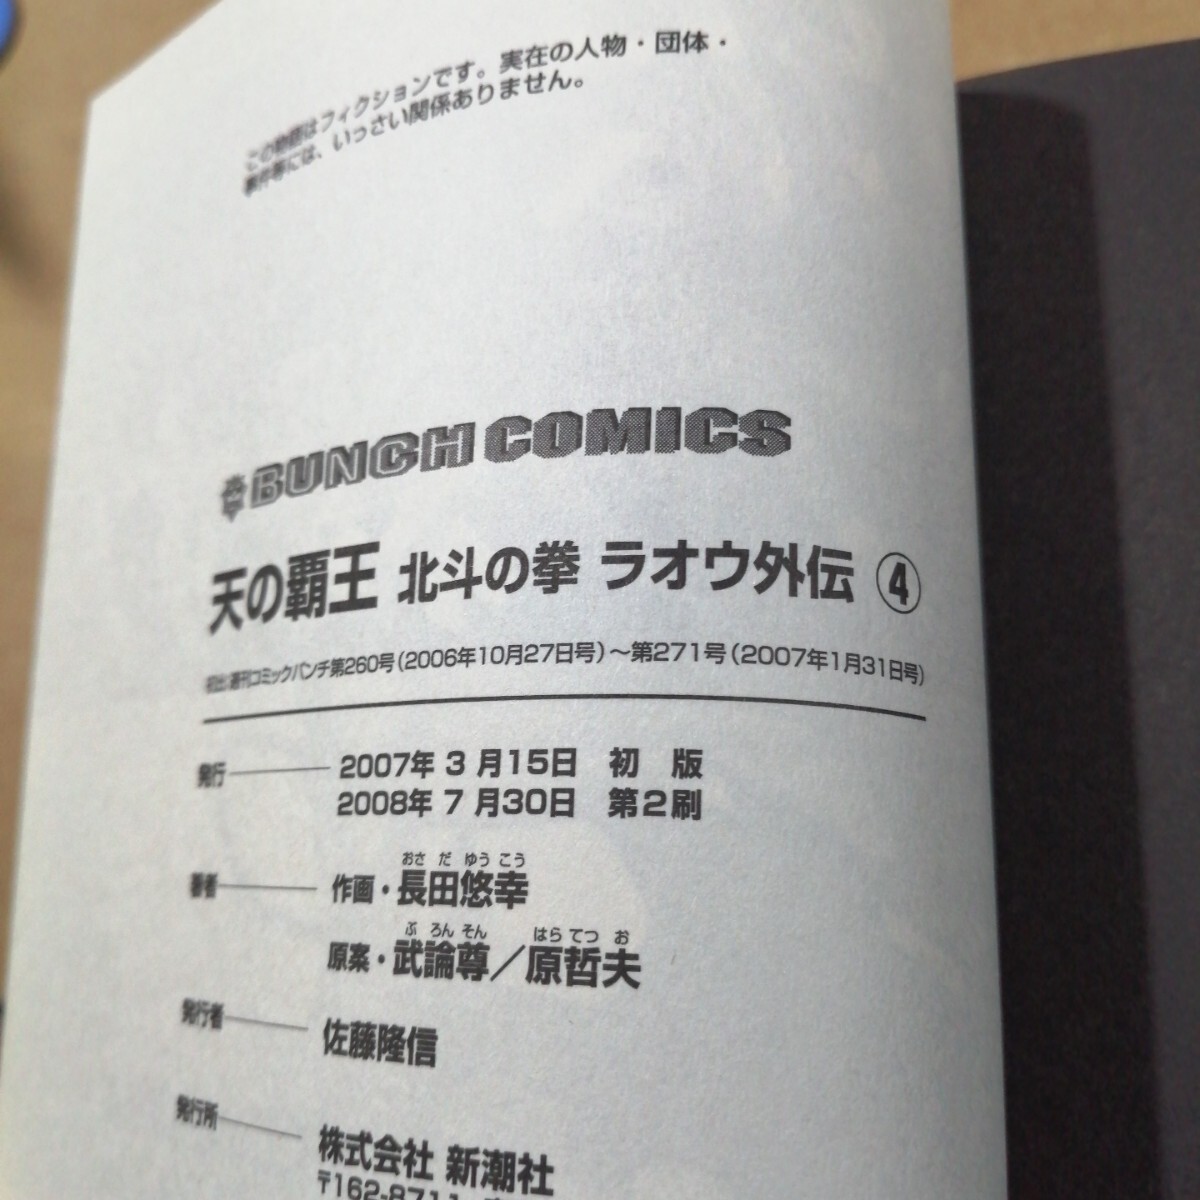 この物語はフィクションです。実在の人物・団体・
事件等には、いっさい関係ありません。
BUNCH COMICS
天の覇王 北斗の拳 ラオウ外伝 ④
初出:週刊コミックバンチ第260号(2006年10月27日号)〜第271号(2007年1月31日号)
発行 2007年 3 月15日 初 版
2008年 7 月30日 第2刷
おさ だ ゆう こう
著者 作画・長田悠幸
ぶ ろん そん はら てつ お
原案・武論尊／原哲夫
発行者 佐藤隆信
発行所 株式会社 新潮社
〒162-8711